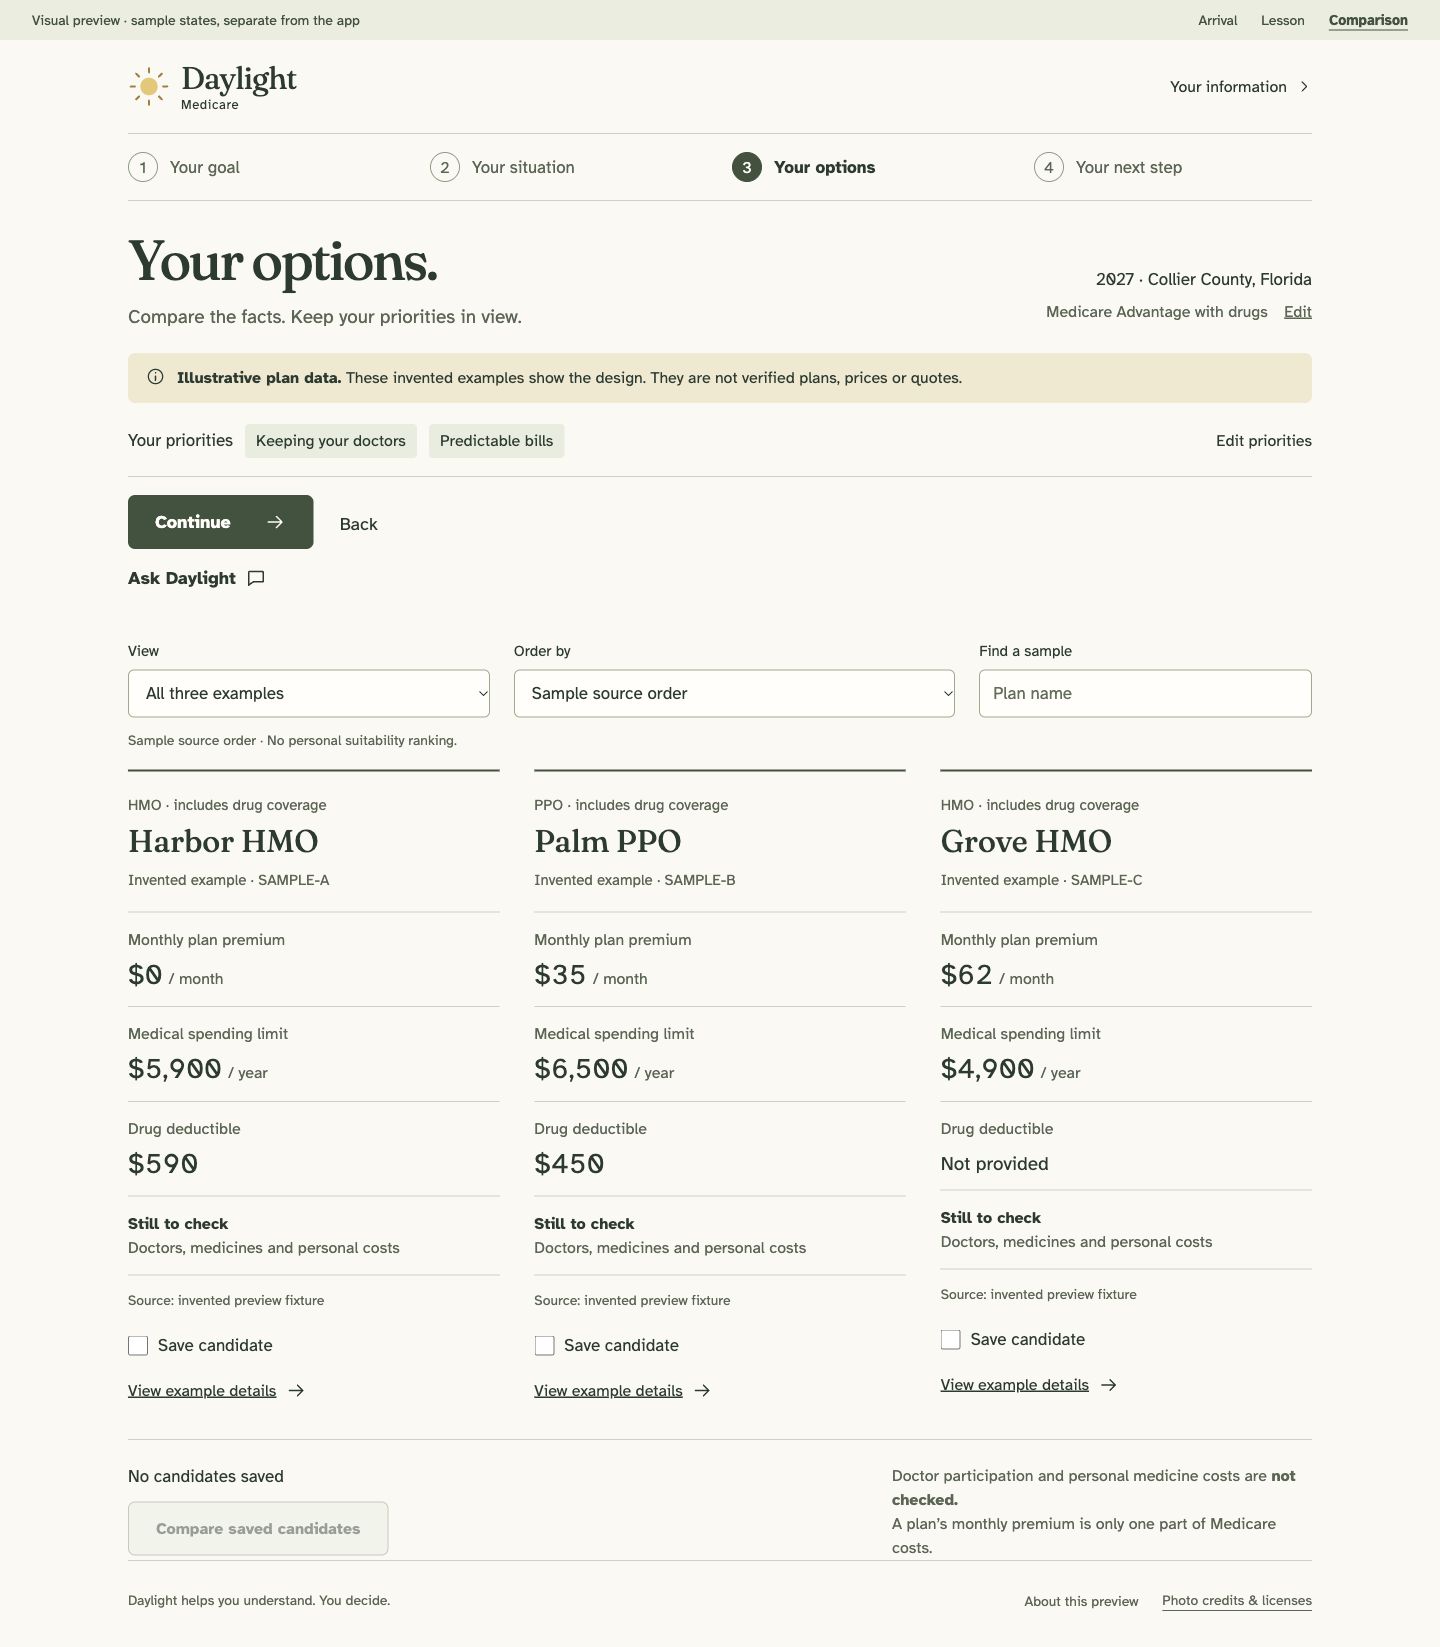 Visual preview · sample states, separate from the app
Arrival Lesson Comparison
Daylight
Medicare
Your information
1 Your goal
2 Your situation
3 Your options
4 Your next step
Your options.
Compare the facts. Keep your priorities in view.
2027 · Collier County, Florida
Medicare Advantage with drugs Edit
Illustrative plan data. These invented examples show the design. They are not verified plans, prices or quotes.
Your priorities Keeping your doctors Predictable bills Edit priorities
Continue Back
Ask Daylight
View
All three examples
Order by
Sample source order
Find a sample
Plan name
Sample source order · No personal suitability ranking.
HMO · includes drug coverage
Harbor HMO
Invented example · SAMPLE-A
Monthly plan premium
$0 / month
Medical spending limit
$5,900 / year
Drug deductible
$590
Still to check
Doctors, medicines and personal costs
Source: invented preview fixture
Save candidate
View example details
PPO · includes drug coverage
Palm PPO
Invented example · SAMPLE-B
Monthly plan premium
$35 / month
Medical spending limit
$6,500 / year
Drug deductible
$450
Still to check
Doctors, medicines and personal costs
Source: invented preview fixture
Save candidate
View example details
HMO · includes drug coverage
Grove HMO
Invented example · SAMPLE-C
Monthly plan premium
$62 / month
Medical spending limit
$4,900 / year
Drug deductible
Not provided
Still to check
Doctors, medicines and personal costs
Source: invented preview fixture
Save candidate
View example details
No candidates saved
Compare saved candidates
Doctor participation and personal medicine costs are not
checked.
A plan’s monthly premium is only one part of Medicare
costs.
Daylight helps you understand. You decide.
About this preview Photo credits & licenses